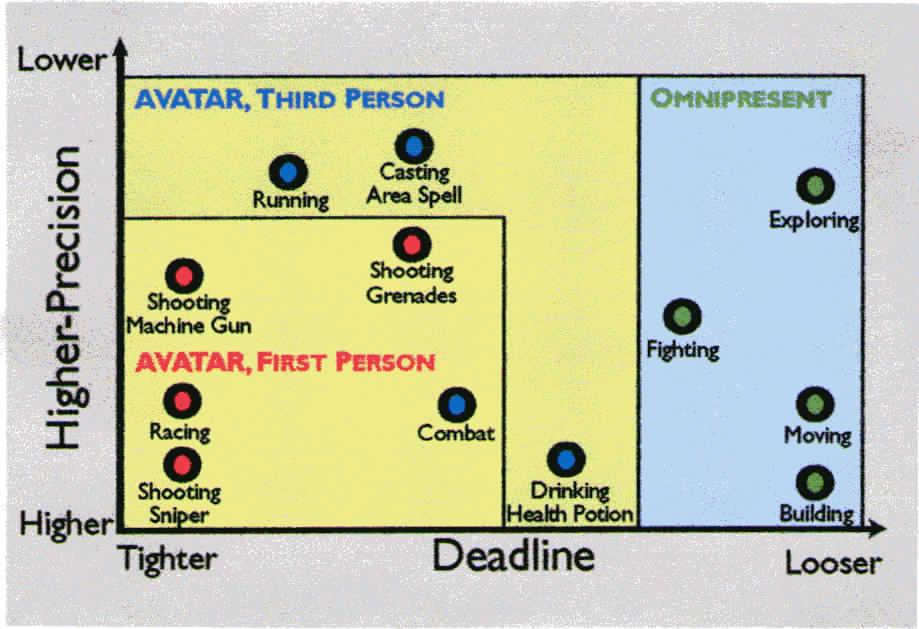 Lower
AVATAR, THIRD PERSON
OMNIPRESENT
Running
Casting
Area Spell
Exploring
Higher-Precision
Shooting
Machine Gun
Shooting
Grenades
Fighting
AVATAR, FIRST PERSON
Racing
Combat
Moving
Shooting
Sniper
Drinking
Health Potion
Building
Higher
Tighter
Deadline
Looser